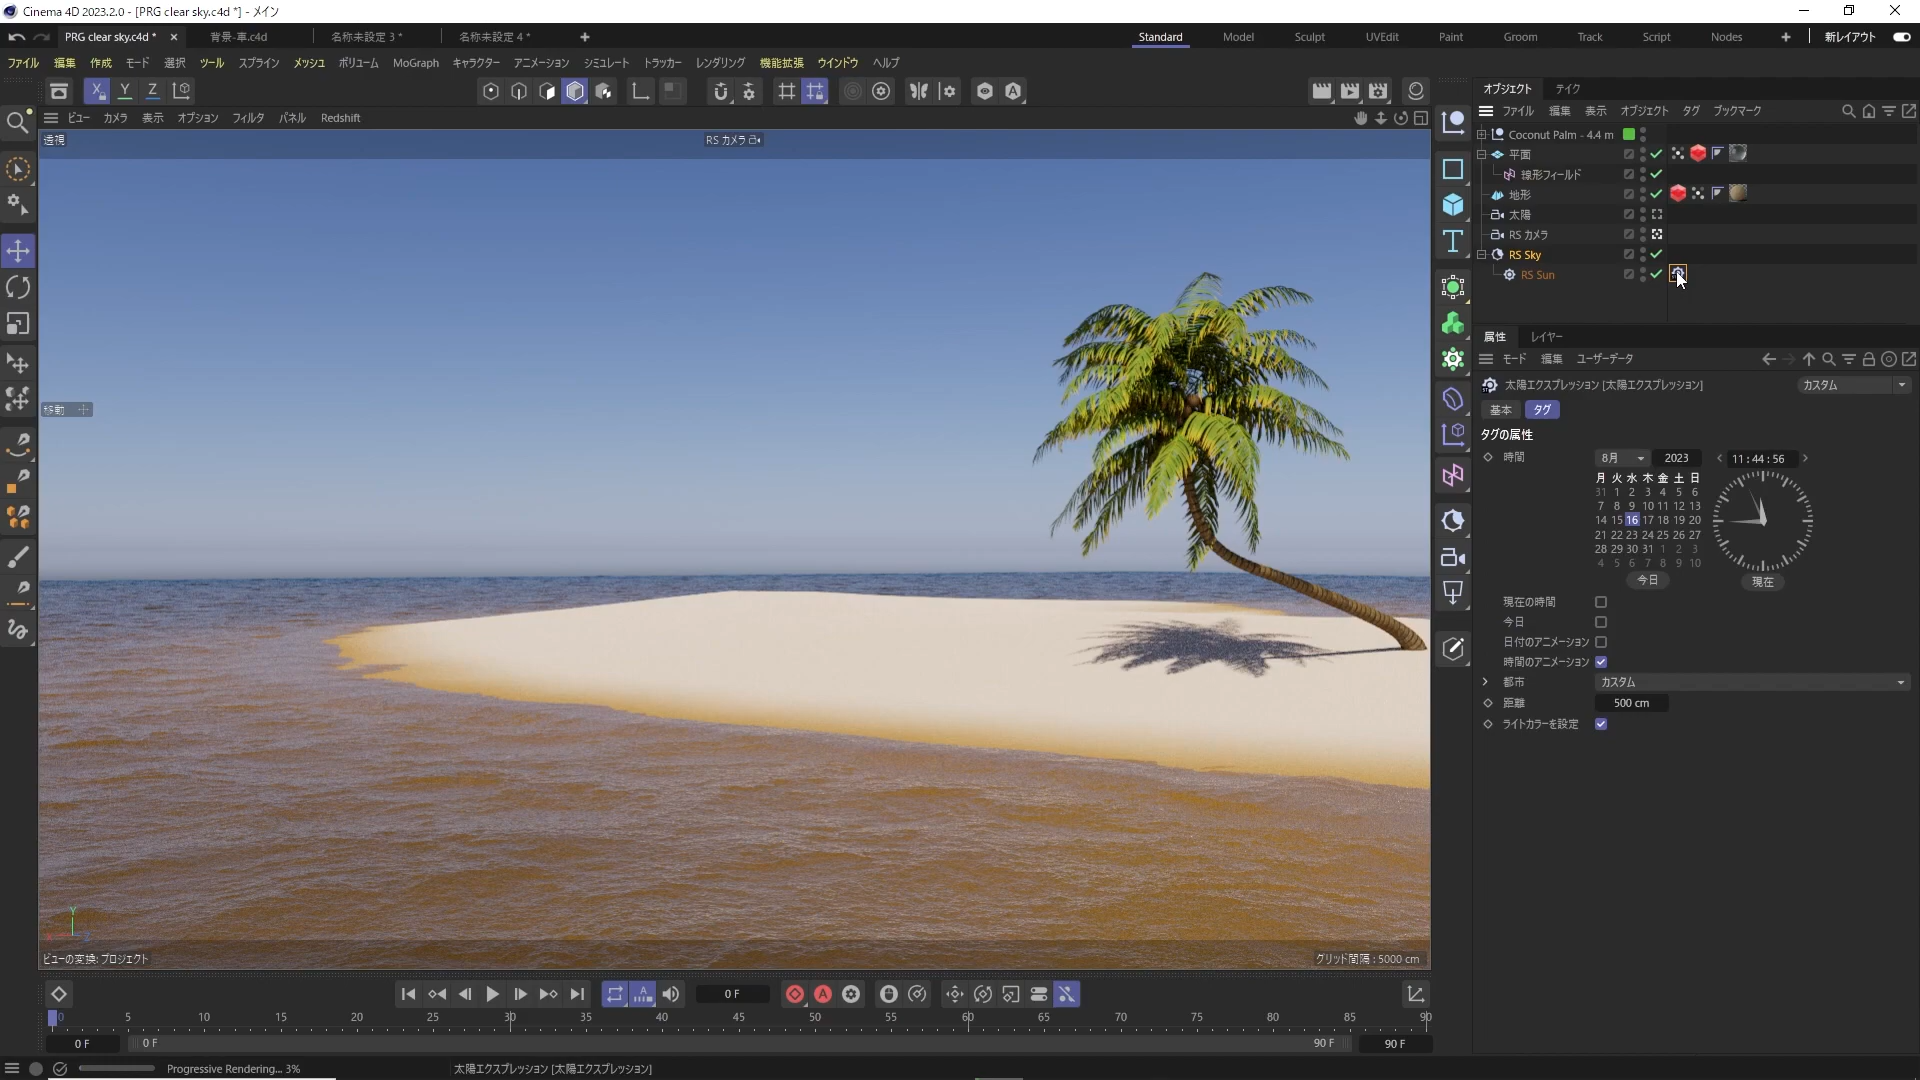 Cinema 4D 2023.2.0 - [PRG clear sky.c4d *] - メイン
PRG clear sky.c4d * 背景-車.c4d 名称未設定 3 * 名称未設定 4 * Standard Model Sculpt UVEdit Paint Groom Track Script Nodes 新レイアウト
ファイル 編集 作成 モード 選択 ツール スプライン メッシュ ボリューム MoGraph キャラクター アニメーション シミュレート トラッカー レンダリング 機能拡張 ウインドウ ヘルプ
X Y Z
オブジェクト テイク
ビュー カメラ 表示 オプション フィルタ パネル Redshift
ファイル 編集 表示 オブジェクト タグ ブックマーク
透視 RS カメラ
Coconut Palm - 4.4 m
平面
線形フィールド
地形
太陽
RS カメラ
RS Sky
RS Sun
属性 レイヤー
モード 編集 ユーザーデータ
太陽エクスプレッション [太陽エクスプレッション] カスタム
基本 タグ
タグの属性
時間 8月 2023 11 : 44 : 56
月 火 水 木 金 土 日
31 1 2 3 4 5 6
7 8 9 10 11 12 13
14 15 16 17 18 19 20
21 22 23 24 25 26 27
28 29 30 31 1 2 3
4 5 6 7 8 9 10
今日 現在
現在の時間
今日
日付のアニメーション
時間のアニメーション
都市 カスタム
距離 500 cm
ライトカラーを設定
移動
Y
ビューの変換: プロジェクト グリッド間隔 : 5000 cm
0 F
0 5 10 15 20 25 30 35 40 45 50 55 60 65 70 75 80 85 90
0 F 0 F 90 F 90 F
Progressive Rendering... 3% 太陽エクスプレッション [太陽エクスプレッション]